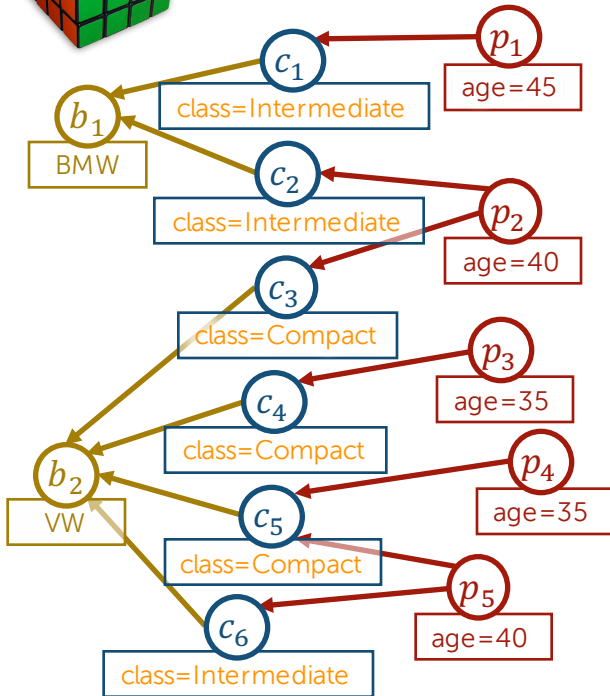 p₁
c₁
age=45
class=Intermediate
b₁
BMW
c₂
p₂
class=Intermediate
age=40
c₃
class=Compact
p₃
c₄
age=35
class=Compact
p₄
b₂
age=35
VW
c₅
class=Compact
p₅
c₆
age=40
class=Intermediate